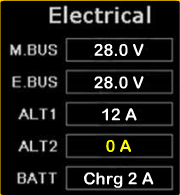 Electrical
M.BUS 28.0 V
E.BUS 28.0 V
ALT1 12 A
ALT2 0 A
BATT Chrg 2 A